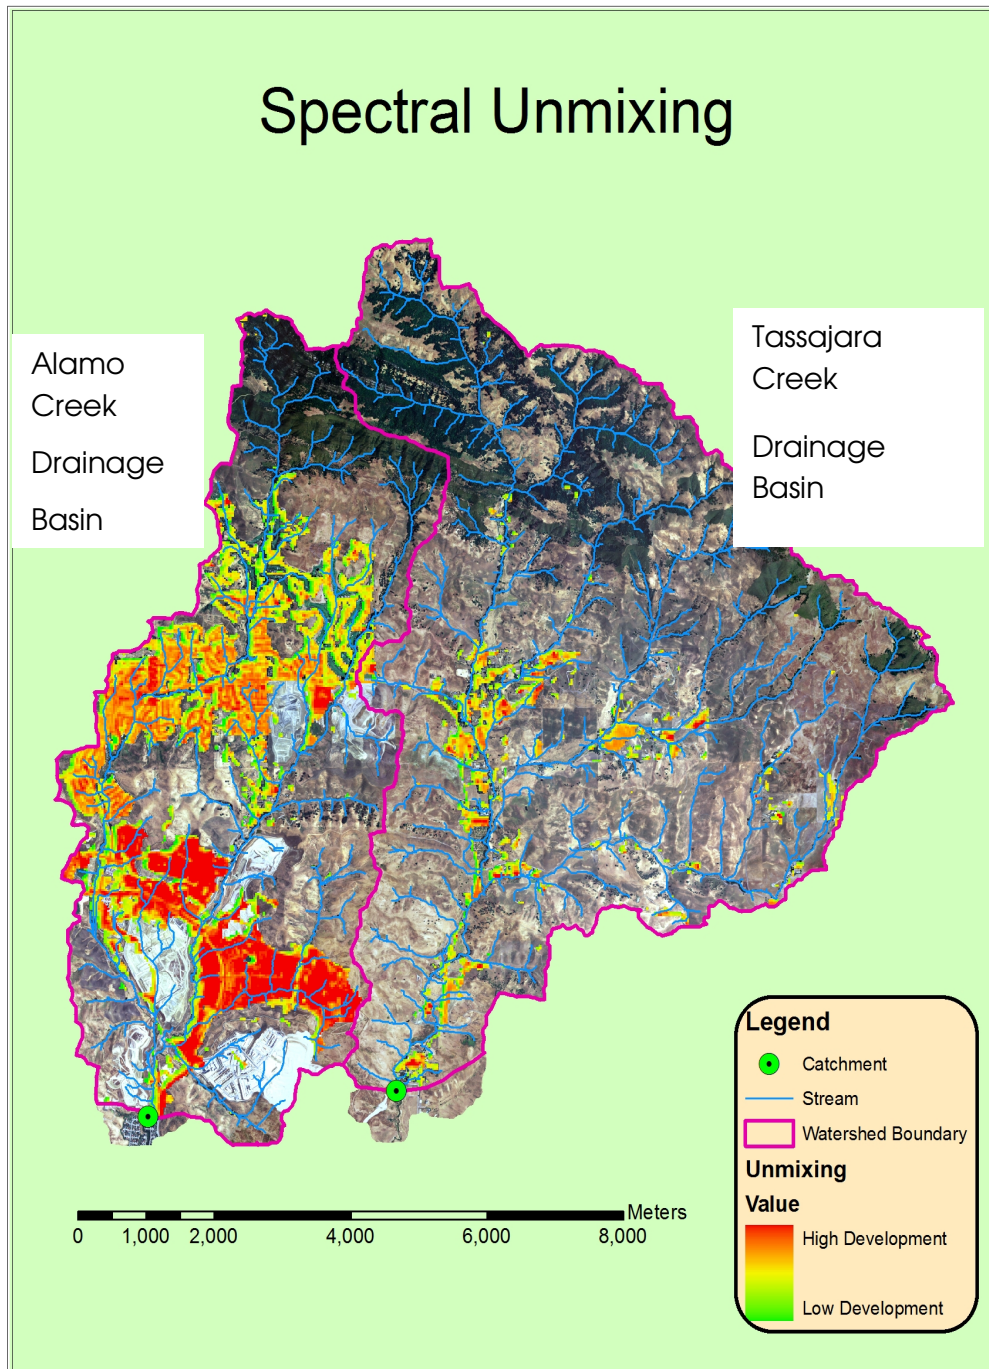 Spectral Unmixing
Alamo
Creek
Drainage
Basin
Tassajara
Creek
Drainage
Basin
Legend
Catchment
Stream
Watershed Boundary
Unmixing
Value
High Development
Low Development
Meters
0 1,000 2,000 4,000 6,000 8,000